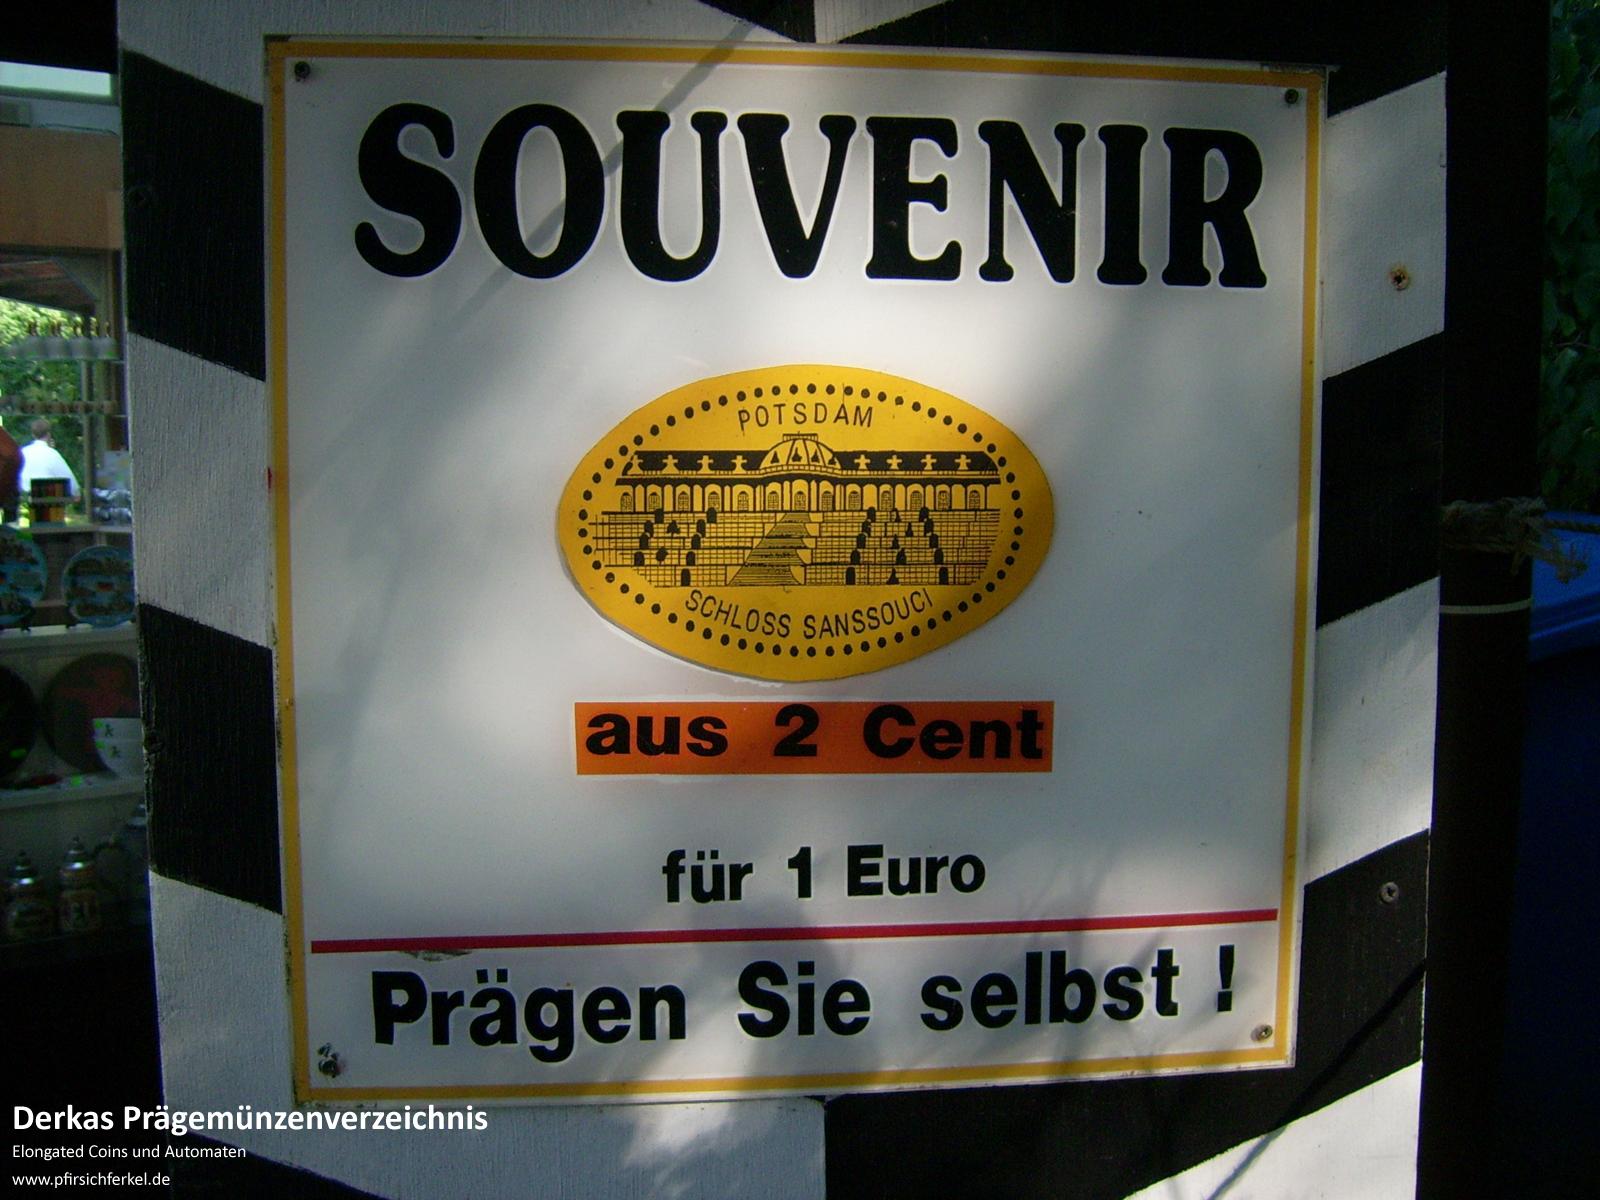 SOUVENIR
POTSDAM
SCHLOSS SANSSOUCI
aus 2 Cent
für 1 Euro
Prägen Sie selbst !
Derkas Prägemünzenverzeichnis
Elongated Coins und Automaten
www.pfirsichferkel.de